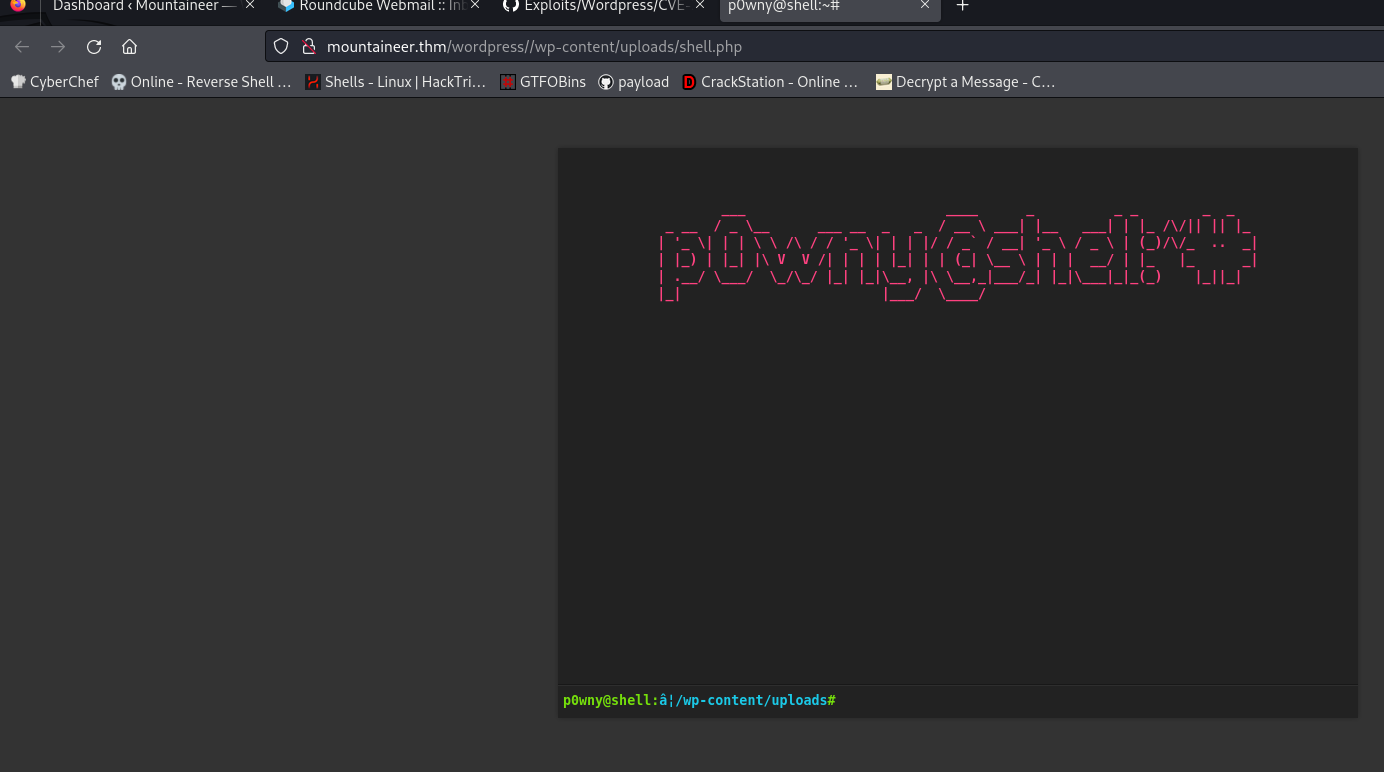 Dashboard ‹ Mountaineer —
Roundcube Webmail :: Inb
Exploits/Wordpress/CVE-
p0wny@shell:~#
mountaineer.thm/wordpress//wp-content/uploads/shell.php
CyberChef
Online - Reverse Shell …
Shells - Linux | HackTri…
GTFOBins
payload
CrackStation - Online …
Decrypt a Message - C…
p0wny@shell:~#
p0wny@shell:â¦/wp-content/uploads#